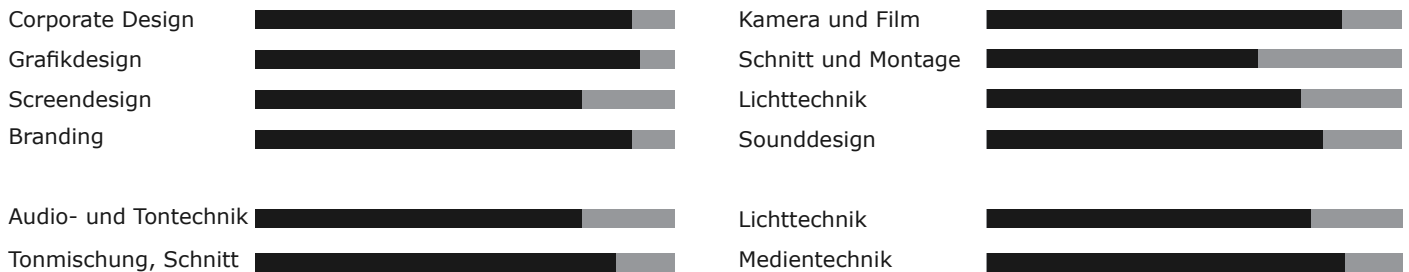 Corporate Design
Grafikdesign
Screendesign
Branding
Kamera und Film
Schnitt und Montage
Lichttechnik
Sounddesign
Audio- und Tontechnik
Tonmischung, Schnitt
Lichttechnik
Medientechnik